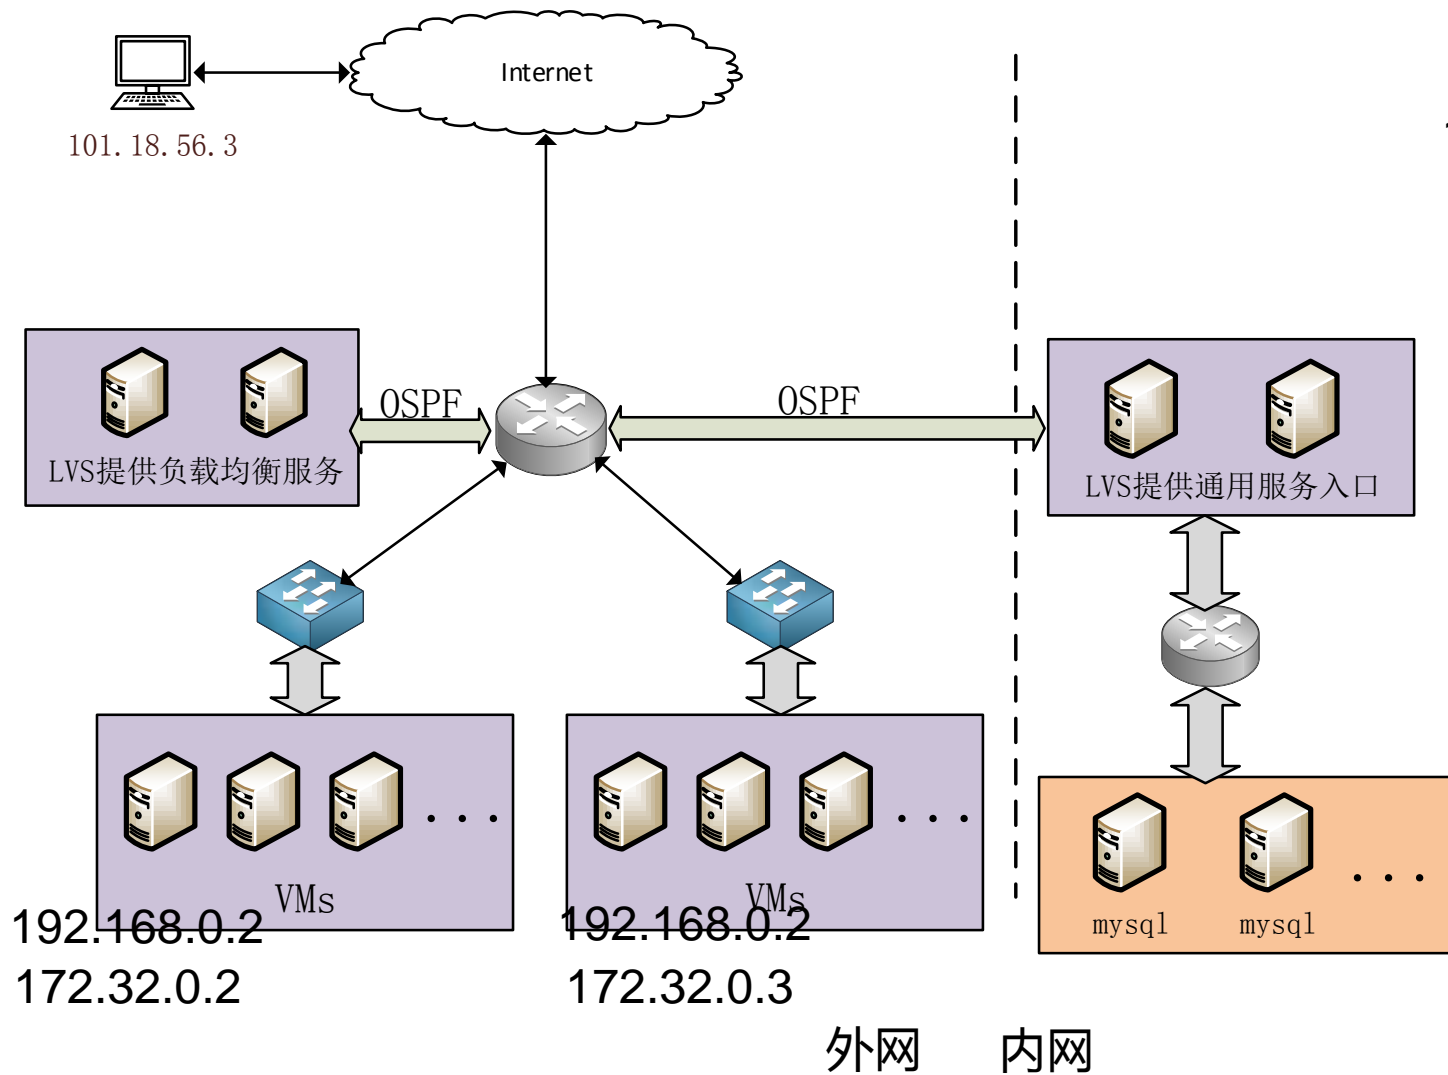 Internet
101.18.56.3
OSPF
OSPF
LVS提供负载均衡服务
LVS提供通用服务入口
VMs
VMs
mysql
mysql
192.168.0.2
192.168.0.2
172.32.0.2
172.32.0.3
外网
内网